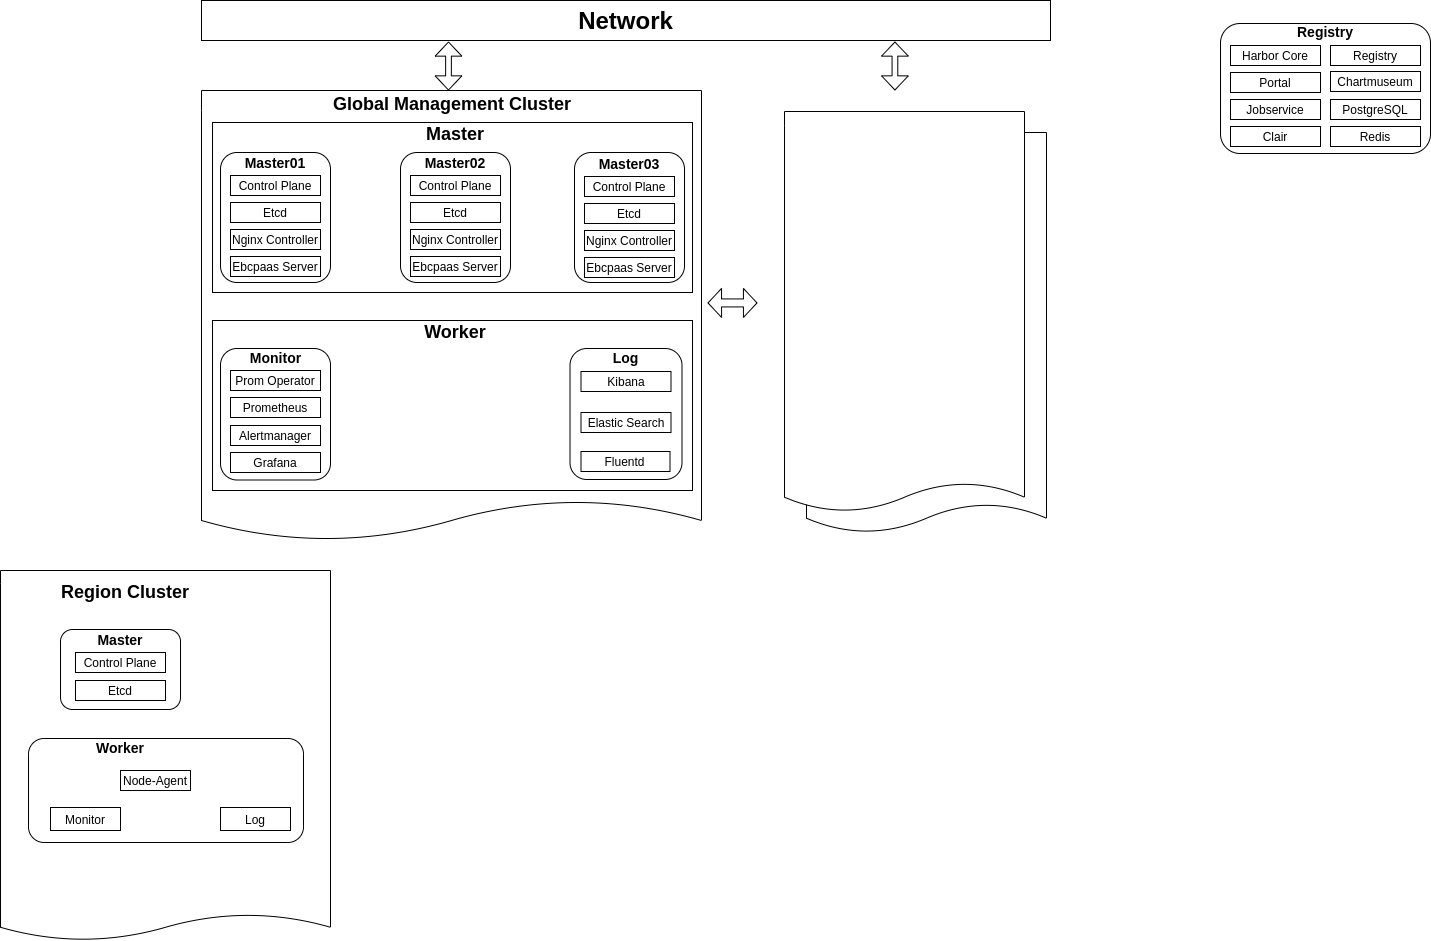 Network
Global Management Cluster
Master
Master01
Control Plane
Etcd
Nginx Controller
Ebcpaas Server
Master02
Control Plane
Etcd
Nginx Controller
Ebcpaas Server
Master03
Control Plane
Etcd
Nginx Controller
Ebcpaas Server
Worker
Monitor
Prom Operator
Prometheus
Alertmanager
Grafana
Log
Kibana
Elastic Search
Fluentd
Registry
Harbor Core
Registry
Portal
Chartmuseum
Jobservice
PostgreSQL
Clair
Redis
Region Cluster
Master
Control Plane
Etcd
Worker
Node-Agent
Monitor
Log